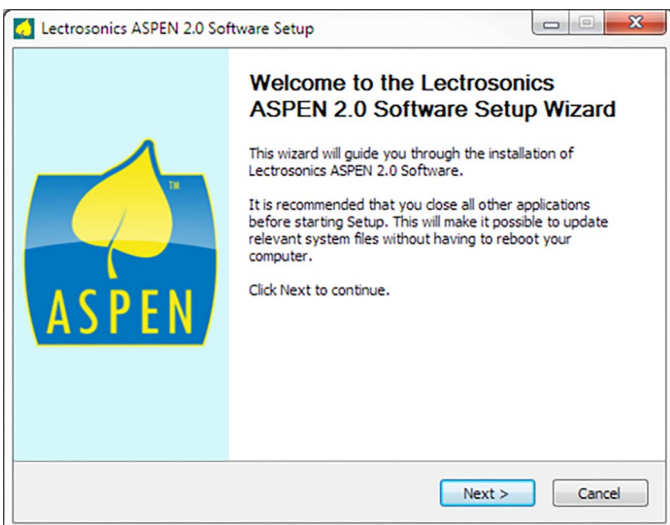 Lectrosonics ASPEN 2.0 Software Setup
Welcome to the Lectrosonics
ASPEN 2.0 Software Setup Wizard
This wizard will guide you through the installation of
Lectrosonics ASPEN 2.0 Software.
It is recommended that you close all other applications
before starting Setup. This will make it possible to update
relevant system files without having to reboot your
computer.
Click Next to continue.
TM
ASPEN
Next >
Cancel